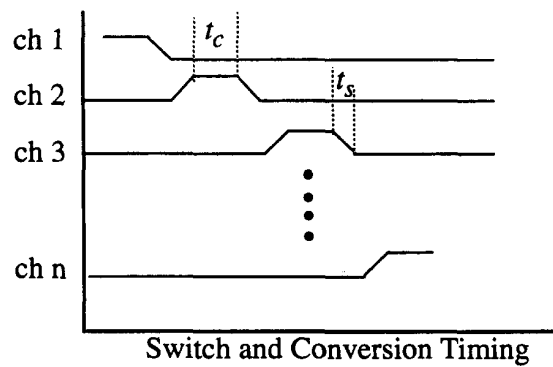 ch 1
t_c
ch 2
t_s
ch 3
ch n
Switch and Conversion Timing